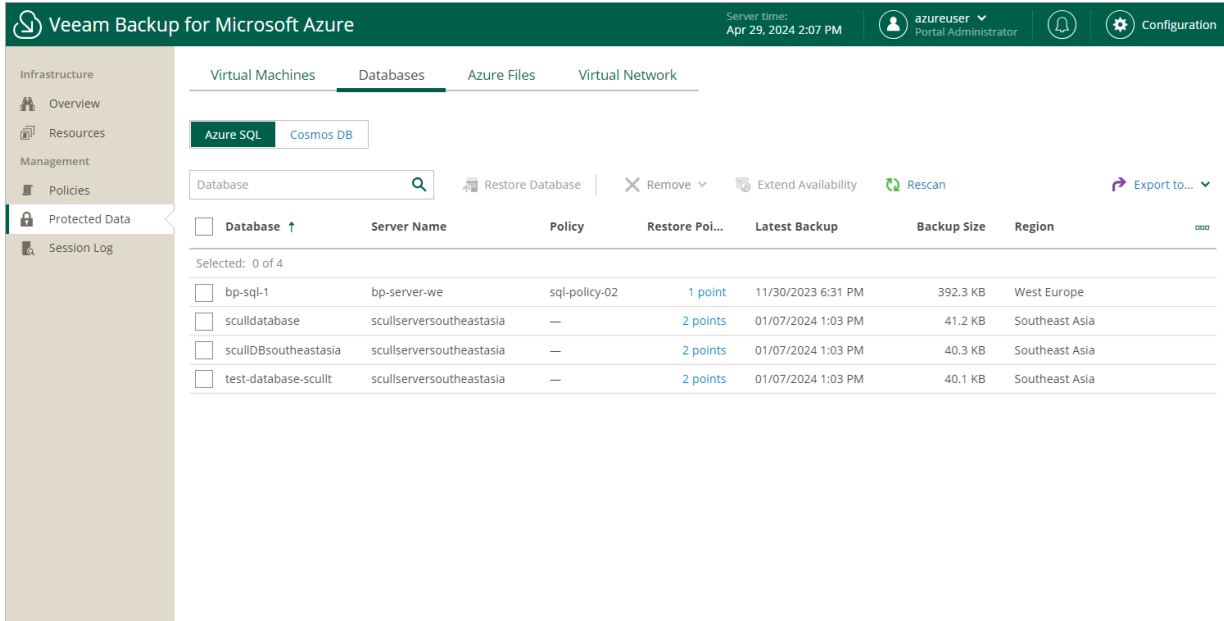 Veeam Backup for Microsoft Azure
Server time:
Apr 29, 2024 2:07 PM
azureuser
Portal Administrator
Configuration
Infrastructure
Overview
Resources
Management
Policies
Protected Data
Session Log
Virtual Machines Databases Azure Files Virtual Network
Azure SQL Cosmos DB
Database Restore Database Remove Extend Availability Rescan Export to...
Database ↑ Server Name Policy Restore Poi... Latest Backup Backup Size Region
Selected: 0 of 4
bp-sql-1 bp-server-we sql-policy-02 1 point 11/30/2023 6:31 PM 392.3 KB West Europe
sculldatabase scullserversoutheastasia — 2 points 01/07/2024 1:03 PM 41.2 KB Southeast Asia
scullDBsoutheastasia scullserversoutheastasia — 2 points 01/07/2024 1:03 PM 40.3 KB Southeast Asia
test-database-scullt scullserversoutheastasia — 2 points 01/07/2024 1:03 PM 40.1 KB Southeast Asia